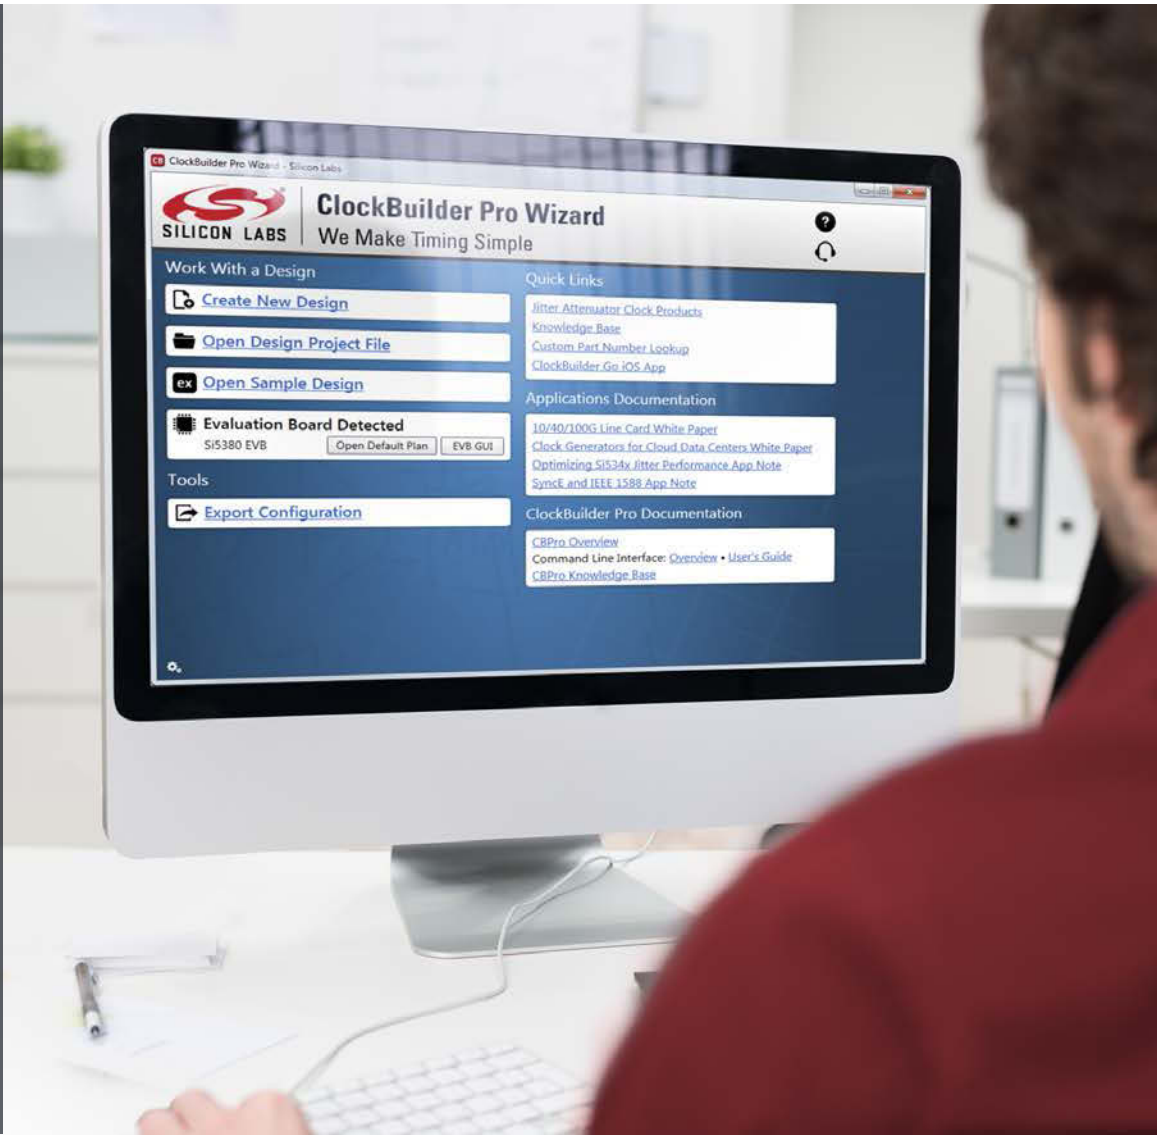 CB ClockBuilder Pro Wizard - Silicon Labs
SILICON LABS
ClockBuilder Pro Wizard
We Make Timing Simple
?
Work With a Design
Create New Design
Open Design Project File
ex Open Sample Design
Evaluation Board Detected
Si5380 EVB Open Default Plan EVB GUI
Tools
Export Configuration
Quick Links
Jitter Attenuator Clock Products
Knowledge Base
Custom Part Number Lookup
ClockBuilder Go iOS App
Applications Documentation
10/40/100G Line Card White Paper
Clock Generators for Cloud Data Centers White Paper
Optimizing Si534x Jitter Performance App Note
SyncE and IEEE 1588 App Note
ClockBuilder Pro Documentation
CBPro Overview
Command Line Interface: Overview • User's Guide
CBPro Knowledge Base